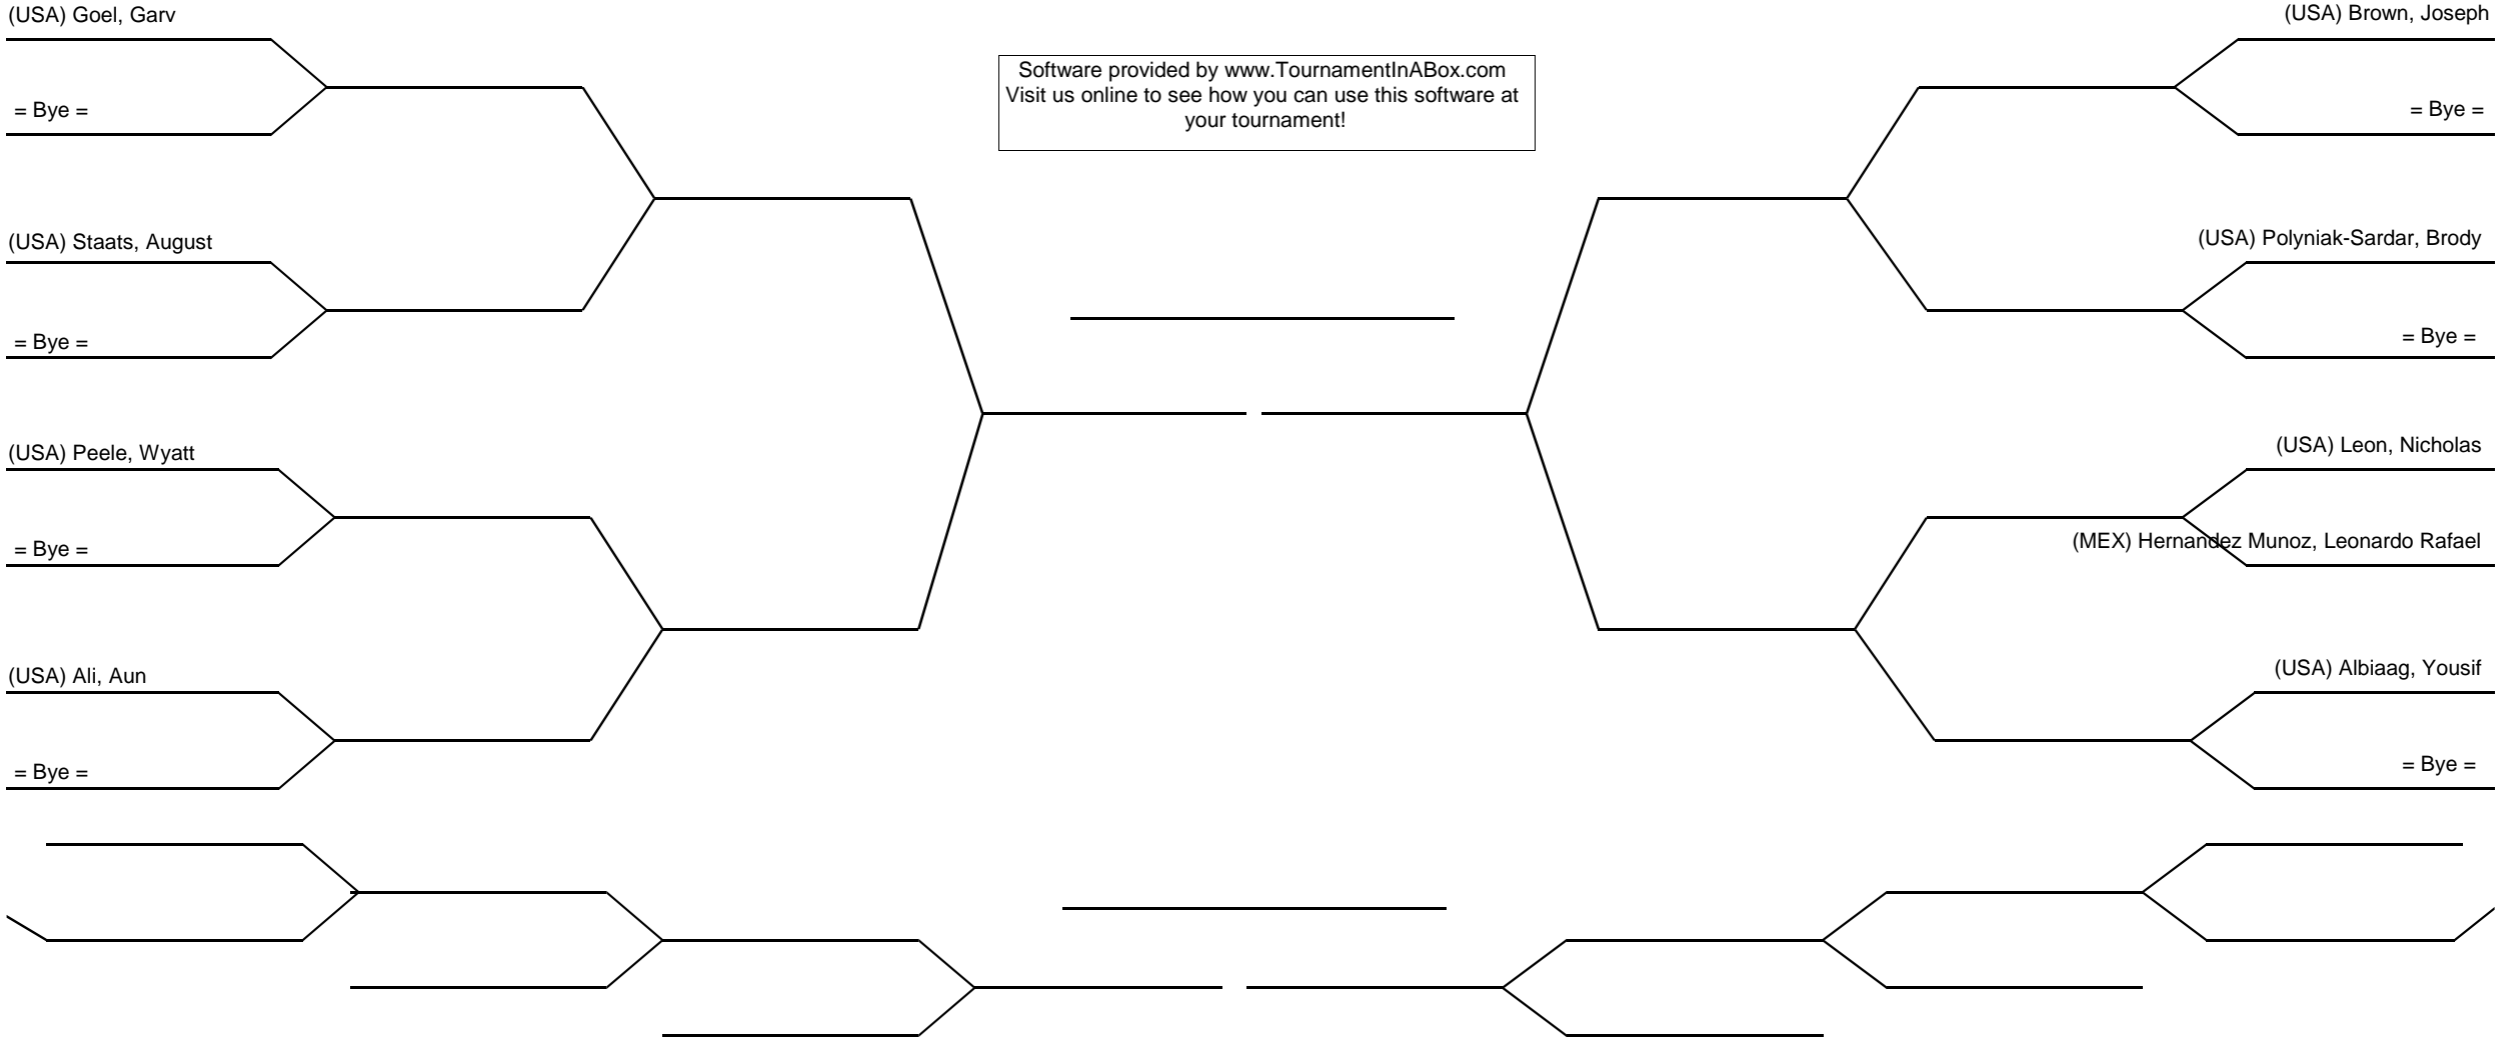 (USA) Goel, Garv
= Bye =
(USA) Staats, August
= Bye =
(USA) Peele, Wyatt
= Bye =
(USA) Ali, Aun
= Bye =
Software provided by www.TournamentInABox.com
Visit us online to see how you can use this software at
your tournament!
(USA) Brown, Joseph
= Bye =
(USA) Polyniak-Sardar, Brody
= Bye =
(USA) Leon, Nicholas
(MEX) Hernandez Munoz, Leonardo Rafael
(USA) Albiaag, Yousif
= Bye =